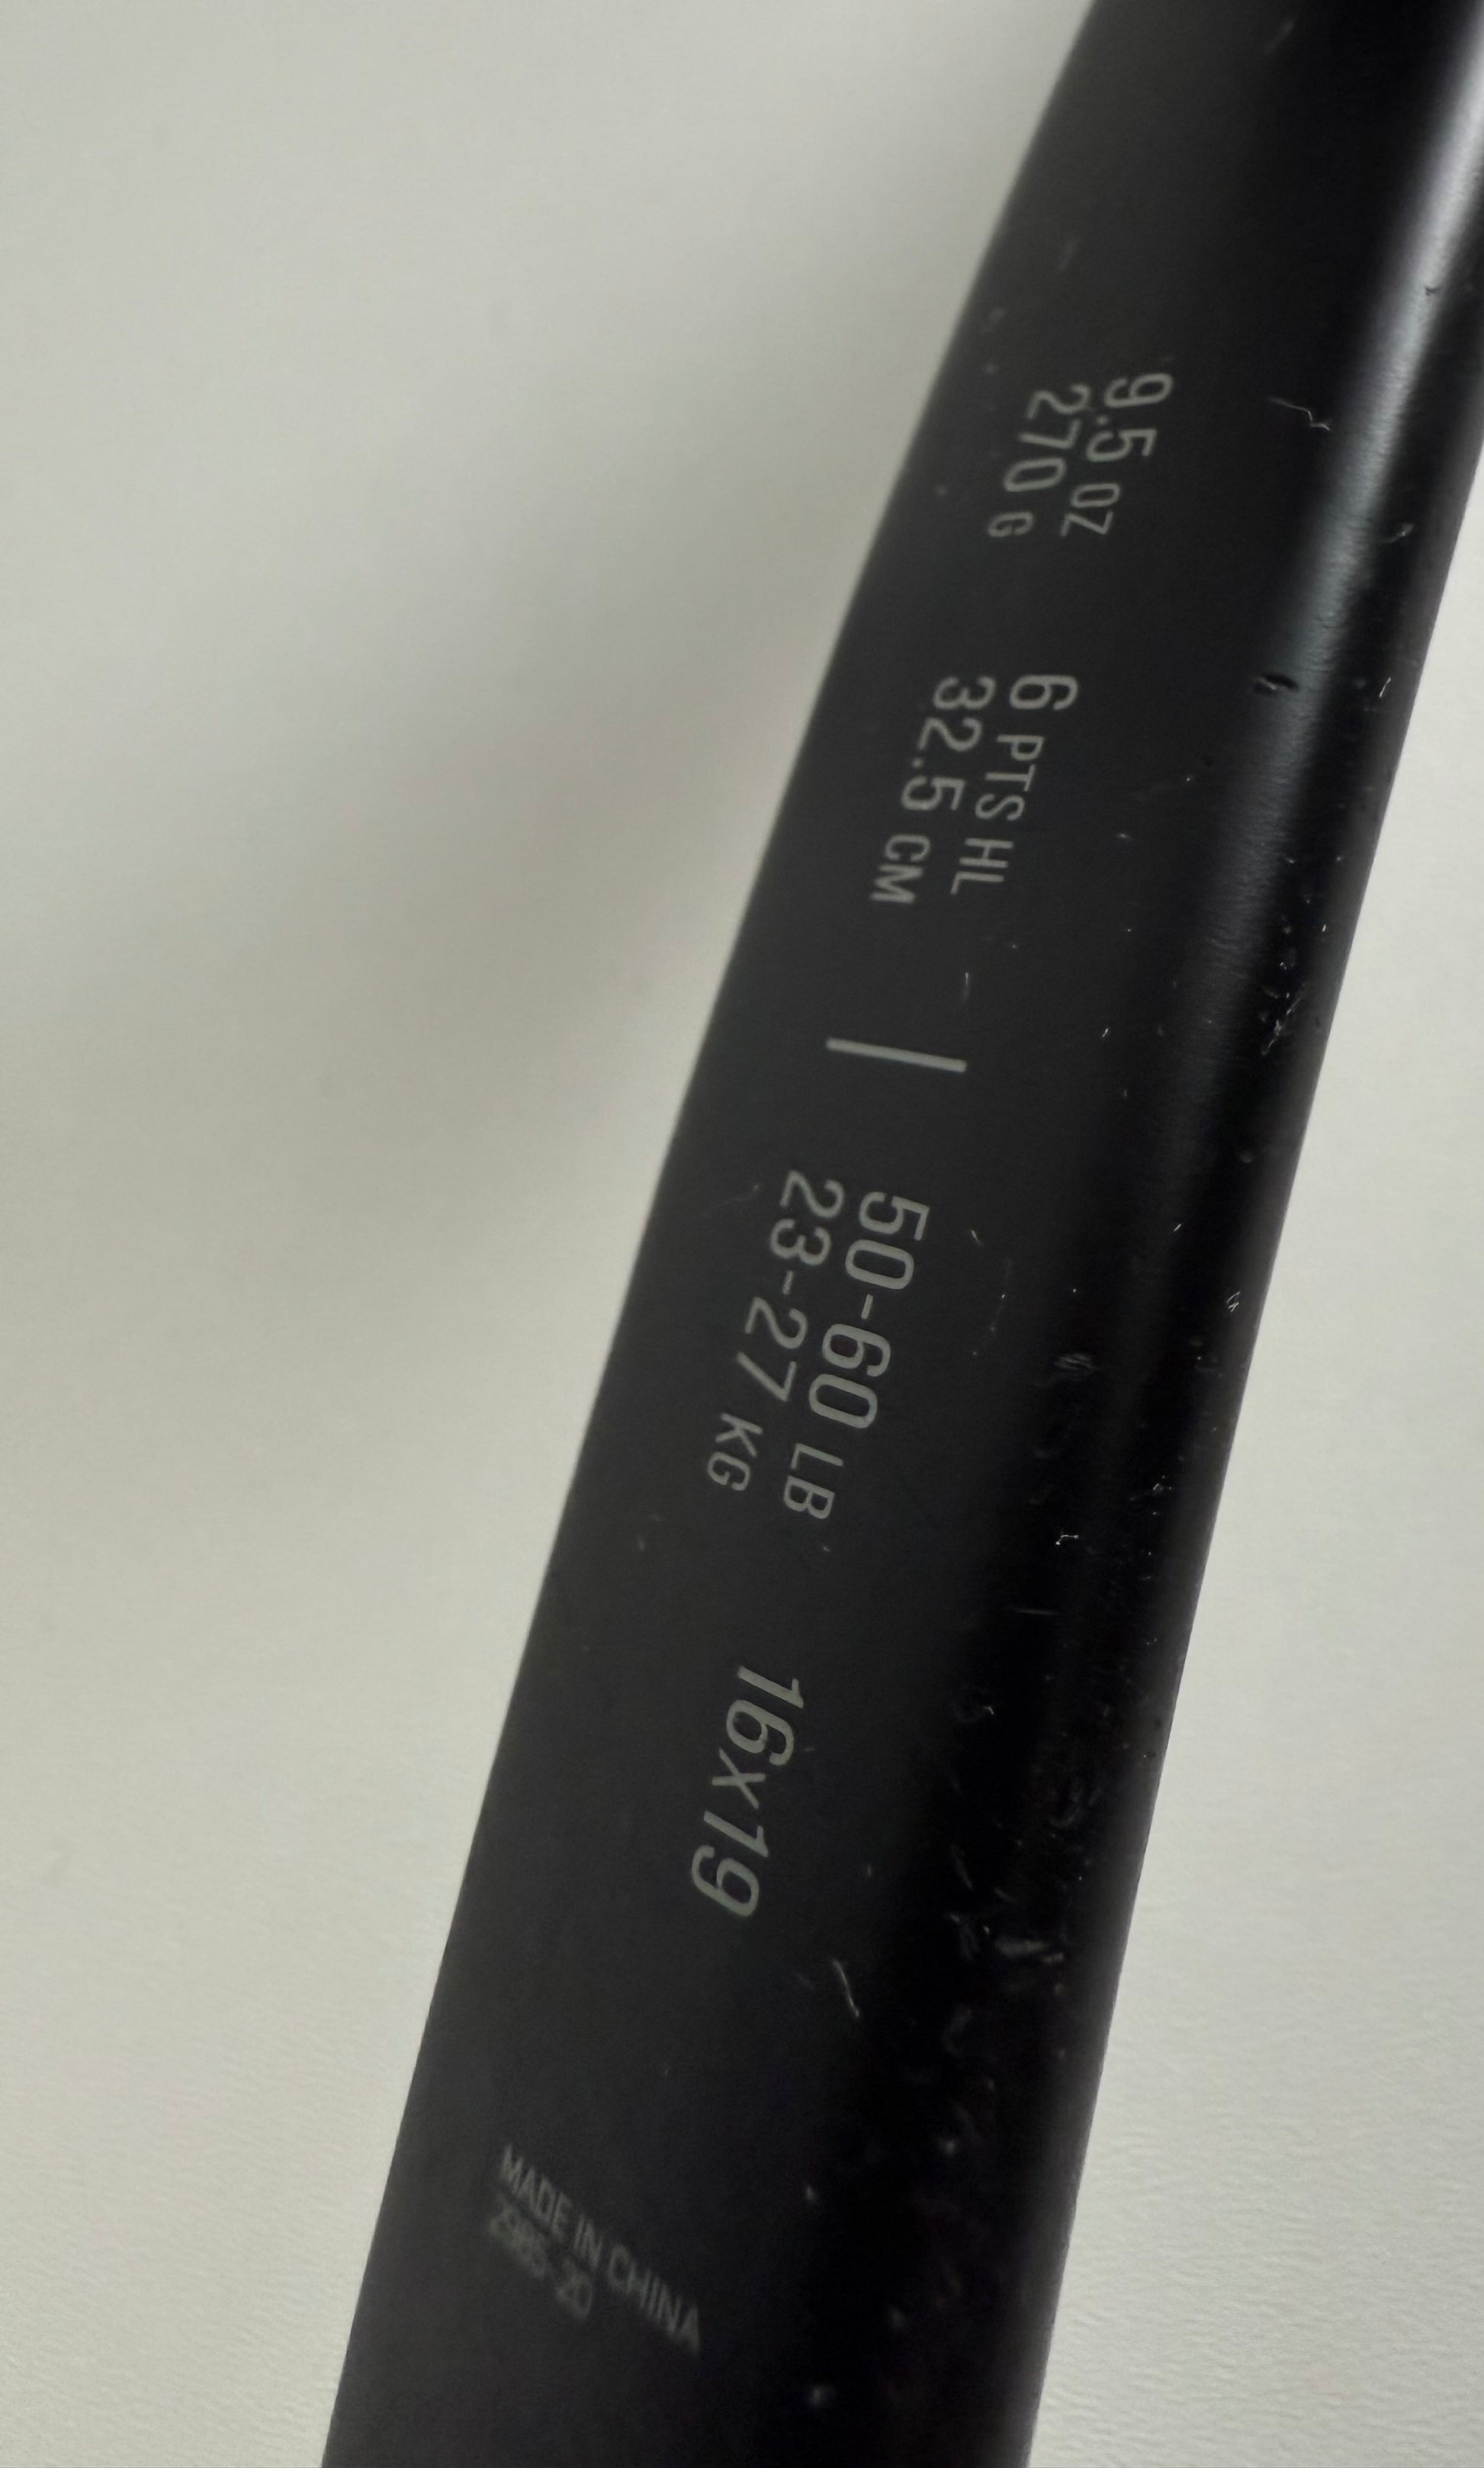 9.5 OZ
270 G
6 PTS HL
32.5 CM
50-60 LB
23-27 KG
16x19
MADE IN CHINA